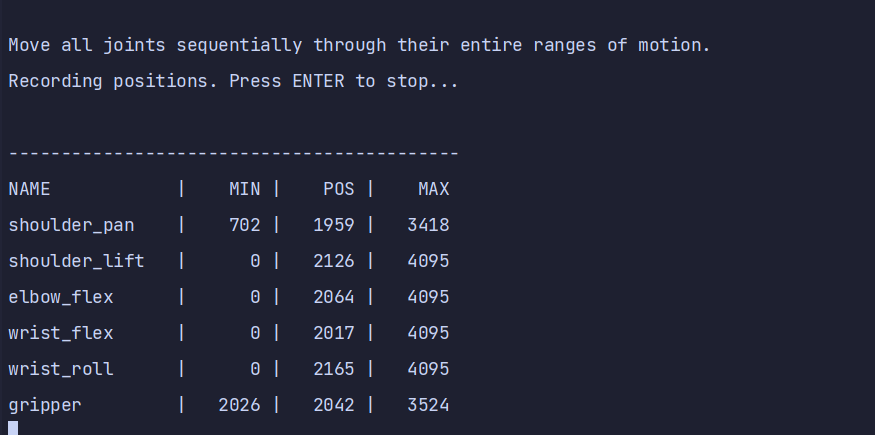 Move all joints sequentially through their entire ranges of motion.
Recording positions. Press ENTER to stop...
-------------------------------------------
NAME            |    MIN |    POS |    MAX
shoulder_pan    |    702 |   1959 |   3418
shoulder_lift   |      0 |   2126 |   4095
elbow_flex      |      0 |   2064 |   4095
wrist_flex      |      0 |   2017 |   4095
wrist_roll      |      0 |   2165 |   4095
gripper         |   2026 |   2042 |   3524